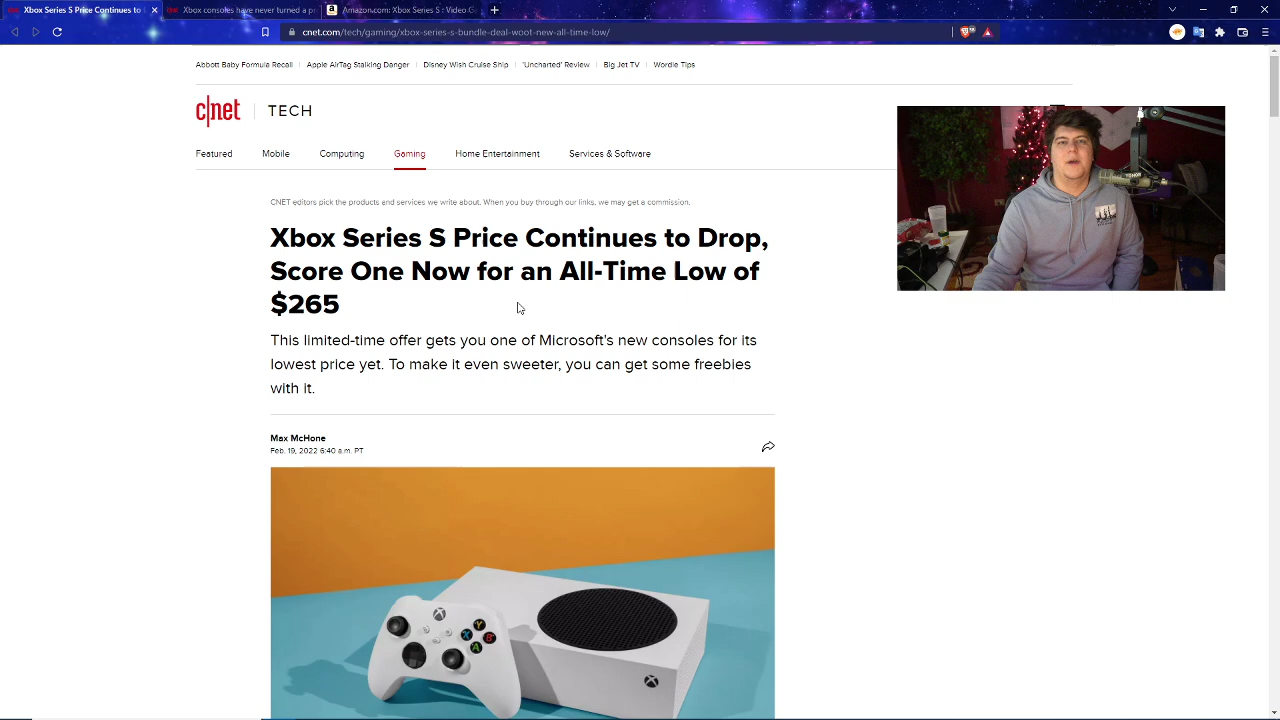 Xbox Series S Price Continues to
Xbox consoles have never turned a p
Amazon.com: Xbox Series S : Video G
cnet.com/tech/gaming/xbox-series-s-bundle-deal-woot-new-all-time-low/
Abbott Baby Formula Recall
Apple AirTag Stalking Danger
Disney Wish Cruise Ship
'Uncharted' Review
Big Jet TV
Wordle Tips
c|net
TECH
Featured
Mobile
Computing
Gaming
Home Entertainment
Services & Software
CNET editors pick the products and services we write about. When you buy through our links, we may get a commission.
Xbox Series S Price Continues to Drop,
Score One Now for an All-Time Low of
$265
This limited-time offer gets you one of Microsoft's new consoles for its
lowest price yet. To make it even sweeter, you can get some freebies
with it.
Max McHone
Feb. 19, 2022 6:40 a.m. PT
Y
X
B
A